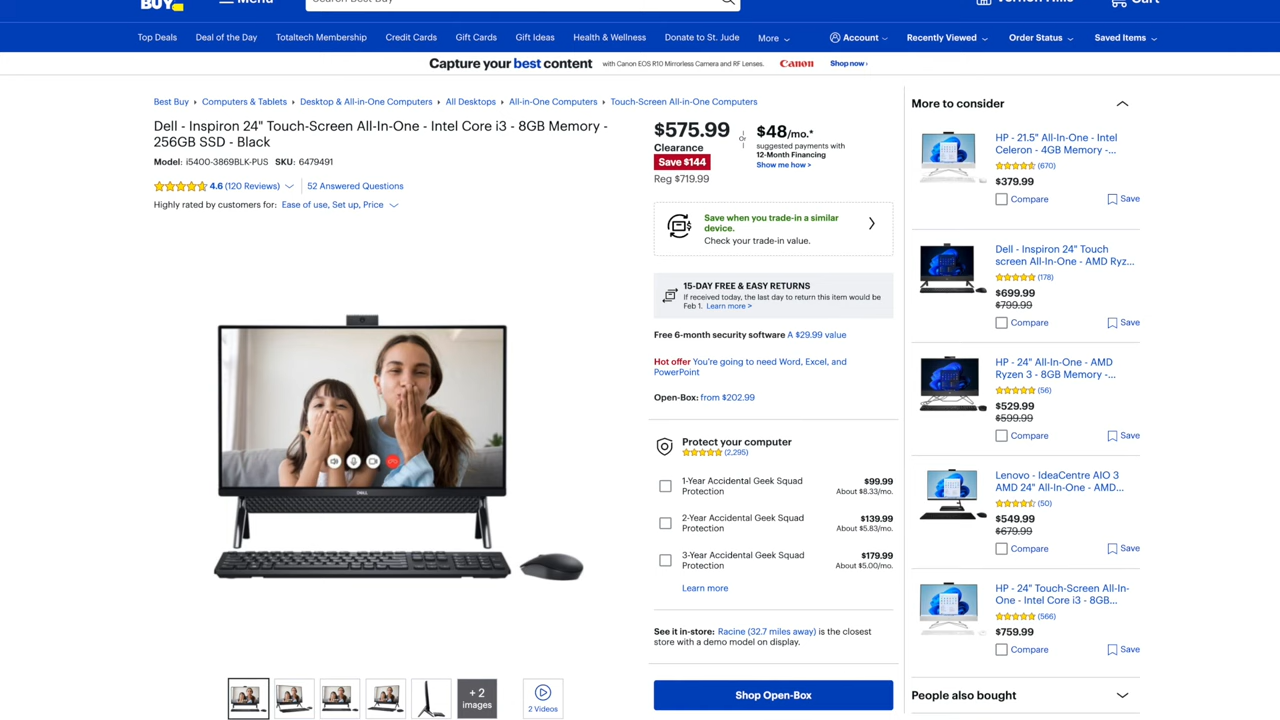 BUY
Menu
Search Best Buy
Vernon Hills
Cart
Top Deals
Deal of the Day
Totaltech Membership
Credit Cards
Gift Cards
Gift Ideas
Health & Wellness
Donate to St. Jude
More
Account
Recently Viewed
Order Status
Saved Items
Capture your best content with Canon EOS R10 Mirrorless Camera and RF Lenses. Canon Shop now ›
Best Buy › Computers & Tablets › Desktop & All-in-One Computers › All Desktops › All-in-One Computers › Touch-Screen All-in-One Computers
Dell - Inspiron 24" Touch-Screen All-In-One - Intel Core i3 - 8GB Memory -
256GB SSD - Black
Model: i5400-3869BLK-PUS SKU: 6479491
4.6 (120 Reviews)
52 Answered Questions
Highly rated by customers for: Ease of use, Set up, Price
DELL
+ 2
images
2 Videos
$575.99
Clearance
Save $144
Reg $719.99
Or
$48/mo.*
suggested payments with
12-Month Financing
Show me how >
Save when you trade-in a similar
device.
Check your trade-in value.
15-DAY FREE & EASY RETURNS
If received today, the last day to return this item would be
Feb 1. Learn more >
Free 6-month security software A $29.99 value
Hot offer You're going to need Word, Excel, and
PowerPoint
Open-Box: from $202.99
Protect your computer
(2,295)
1-Year Accidental Geek Squad
Protection
$99.99
About $8.33/mo.
2-Year Accidental Geek Squad
Protection
$139.99
About $5.83/mo.
3-Year Accidental Geek Squad
Protection
$179.99
About $5.00/mo.
Learn more
See it in-store: Racine (32.7 miles away) is the closest
store with a demo model on display.
Shop Open-Box
More to consider
HP - 21.5" All-In-One - Intel
Celeron - 4GB Memory -...
(670)
$379.99
Compare
Save
Dell - Inspiron 24" Touch
screen All-In-One - AMD Ryz...
(178)
$699.99
$799.99
Compare
Save
HP - 24" All-In-One - AMD
Ryzen 3 - 8GB Memory -...
(56)
$529.99
$599.99
Compare
Save
Lenovo - IdeaCentre AIO 3
AMD 24" All-In-One - AMD...
(50)
$549.99
$679.99
Compare
Save
HP - 24" Touch-Screen All-In-
One - Intel Core i3 - 8GB...
(566)
$759.99
Compare
Save
People also bought